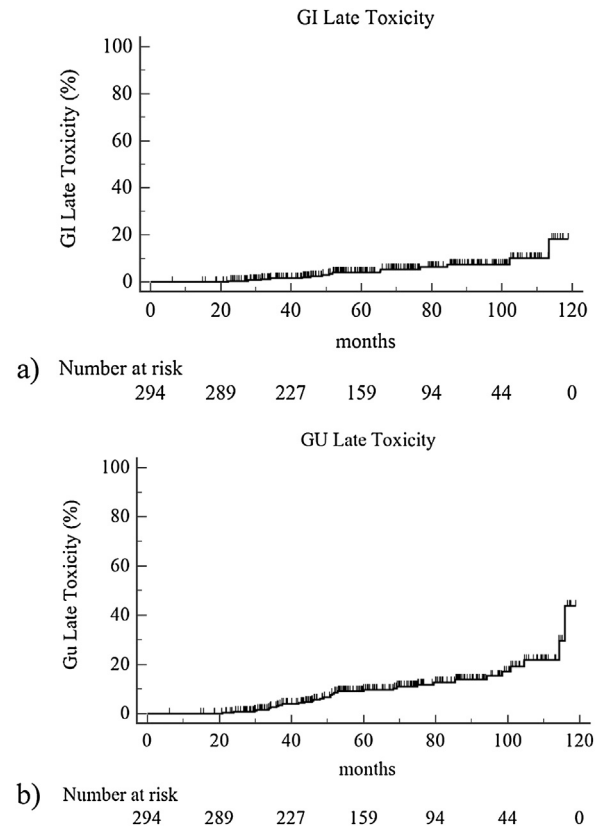 GI Late Toxicity
GI Late Toxicity (%)
100
80
60
40
20
0
0 20 40 60 80 100 120
months
a) Number at risk
294 289 227 159 94 44 0
GU Late Toxicity
Gu Late Toxicity (%)
100
80
60
40
20
0
0 20 40 60 80 100 120
months
b) Number at risk
294 289 227 159 94 44 0